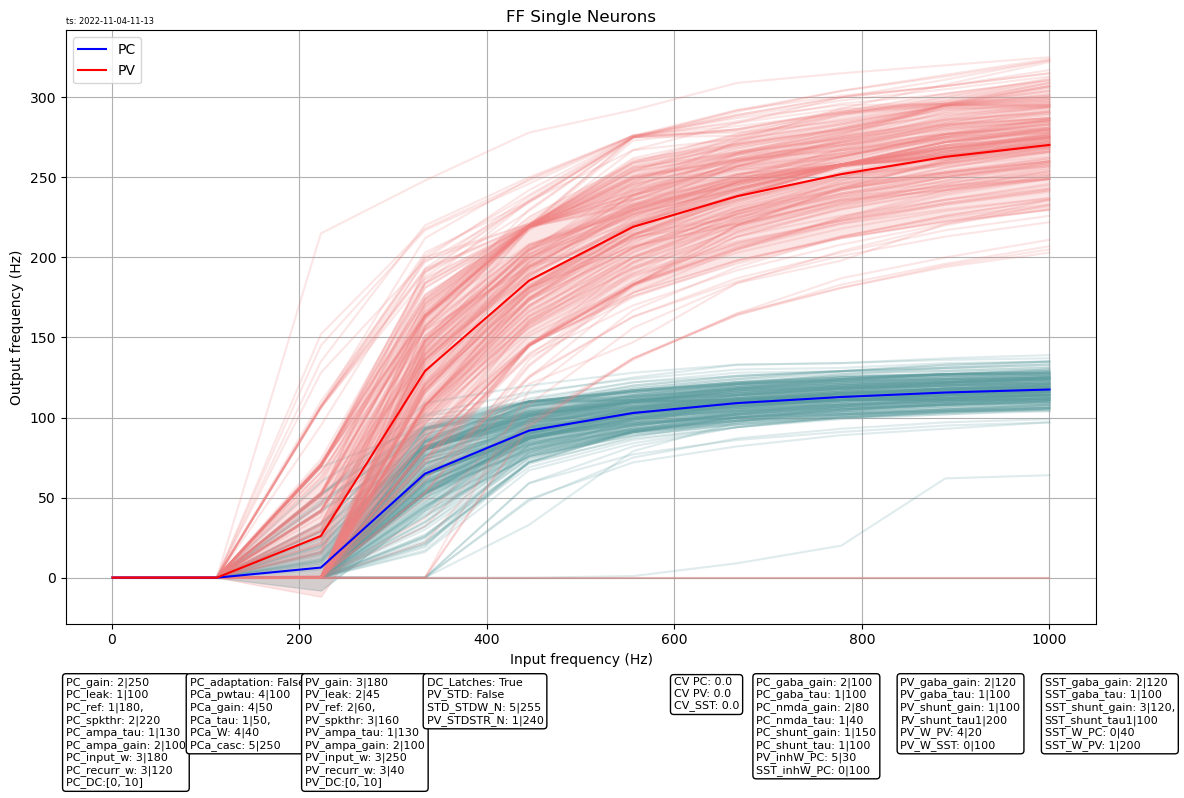 ts: 2022-11-04-11-13
FF Single Neurons
PC
PV
300
250
200
150
100
50
0
Output frequency (Hz)
0 200 400 600 800 1000
Input frequency (Hz)
PC_gain: 2|250
PC_leak: 1|100
PC_ref: 1|180,
PC_spkthr: 2|220
PC_ampa_tau: 1|130
PC_ampa_gain: 2|100
PC_input_w: 3|180
PC_recurr_w: 3|120
PC_DC:[0, 10]
PC_adaptation: False
PCa_pwtau: 4|100
PCa_gain: 4|50
PCa_tau: 1|50,
PCa_W: 4|40
PCa_casc: 5|250
PV_gain: 3|180
PV_leak: 2|45
PV_ref: 2|60,
PV_spkthr: 3|160
PV_ampa_tau: 1|130
PV_ampa_gain: 2|100
PV_input_w: 3|250
PV_recurr_w: 3|40
PV_DC:[0, 10]
DC_Latches: True
PV_STD: False
STD_STDW_N: 5|255
PV_STDSTR_N: 1|240
CV PC: 0.0
CV PV: 0.0
CV_SST: 0.0
PC_gaba_gain: 2|100
PC_gaba_tau: 1|100
PC_nmda_gain: 2|80
PC_nmda_tau: 1|40
PC_shunt_gain: 1|150
PC_shunt_tau: 1|100
PV_inhW_PC: 5|30
SST_inhW_PC: 0|100
PV_gaba_gain: 2|120
PV_gaba_tau: 1|100
PV_shunt_gain: 1|100
PV_shunt_tau1|200
PV_W_PV: 4|20
PV_W_SST: 0|100
SST_gaba_gain: 2|120
SST_gaba_tau: 1|100
SST_shunt_gain: 3|120,
SST_shunt_tau1|100
SST_W_PC: 0|40
SST_W_PV: 1|200